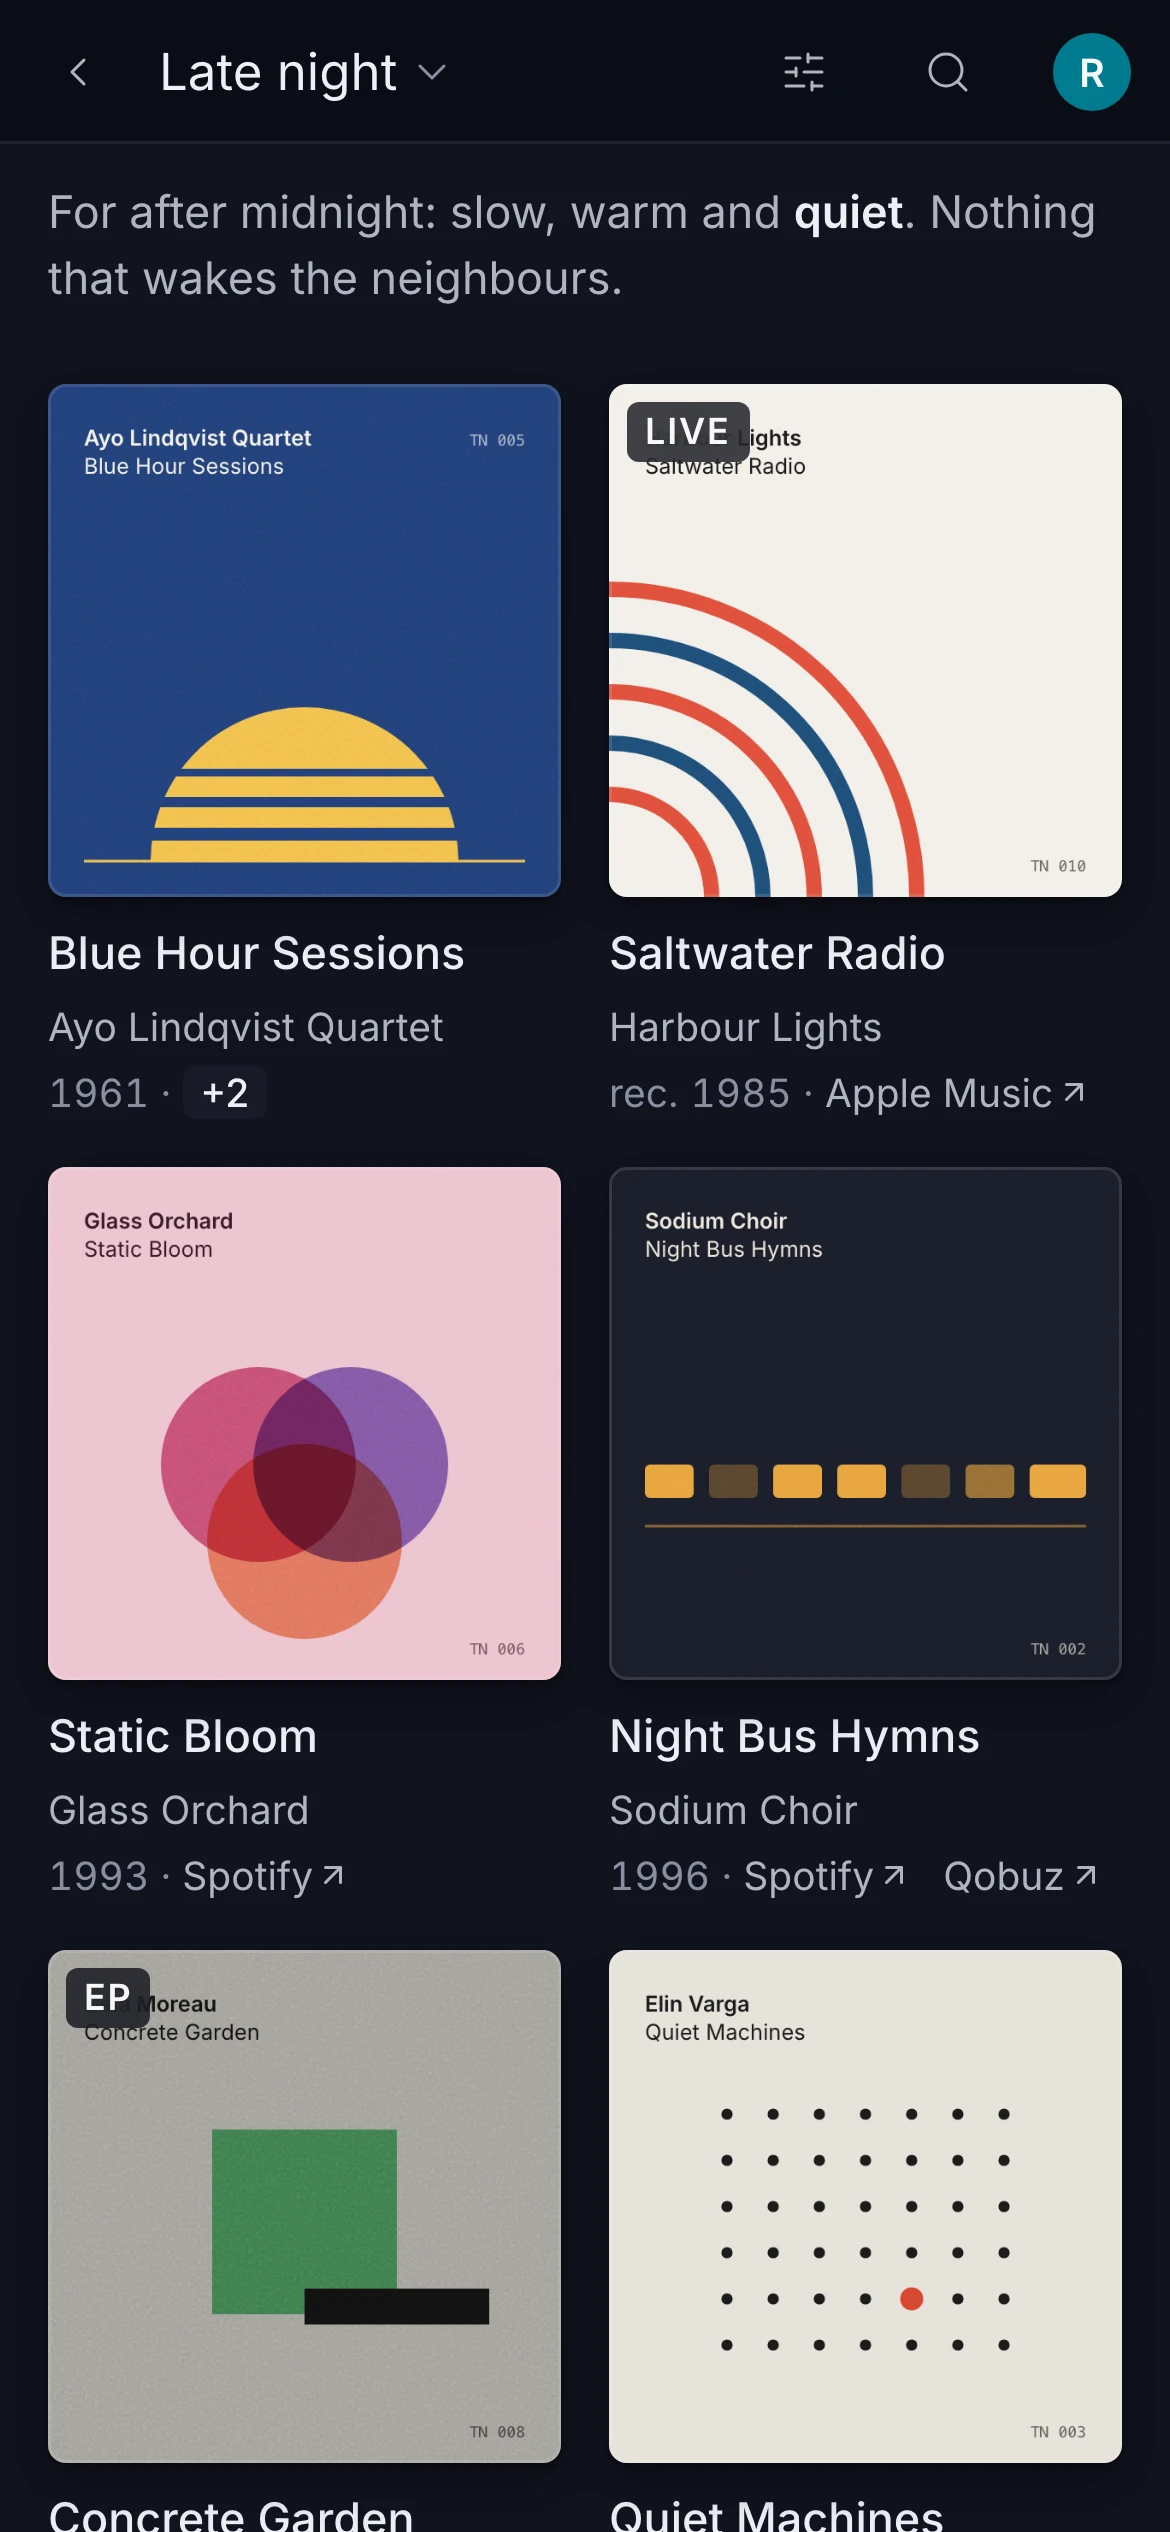 Late night
R
For after midnight: slow, warm and quiet. Nothing
that wakes the neighbours.
Ayo Lindqvist Quartet
TN 005
Blue Hour Sessions
LIVE
Lights
Saltwater Radio
TN 010
Blue Hour Sessions
Ayo Lindqvist Quartet
1961 · +2
Saltwater Radio
Harbour Lights
rec. 1985 · Apple Music
Glass Orchard
Static Bloom
TN 006
Sodium Choir
Night Bus Hymns
TN 002
Static Bloom
Glass Orchard
1993 · Spotify
Night Bus Hymns
Sodium Choir
1996 · Spotify Qobuz
EP
Moreau
Concrete Garden
TN 008
Elin Varga
Quiet Machines
TN 003
Concrete Garden
Quiet Machines